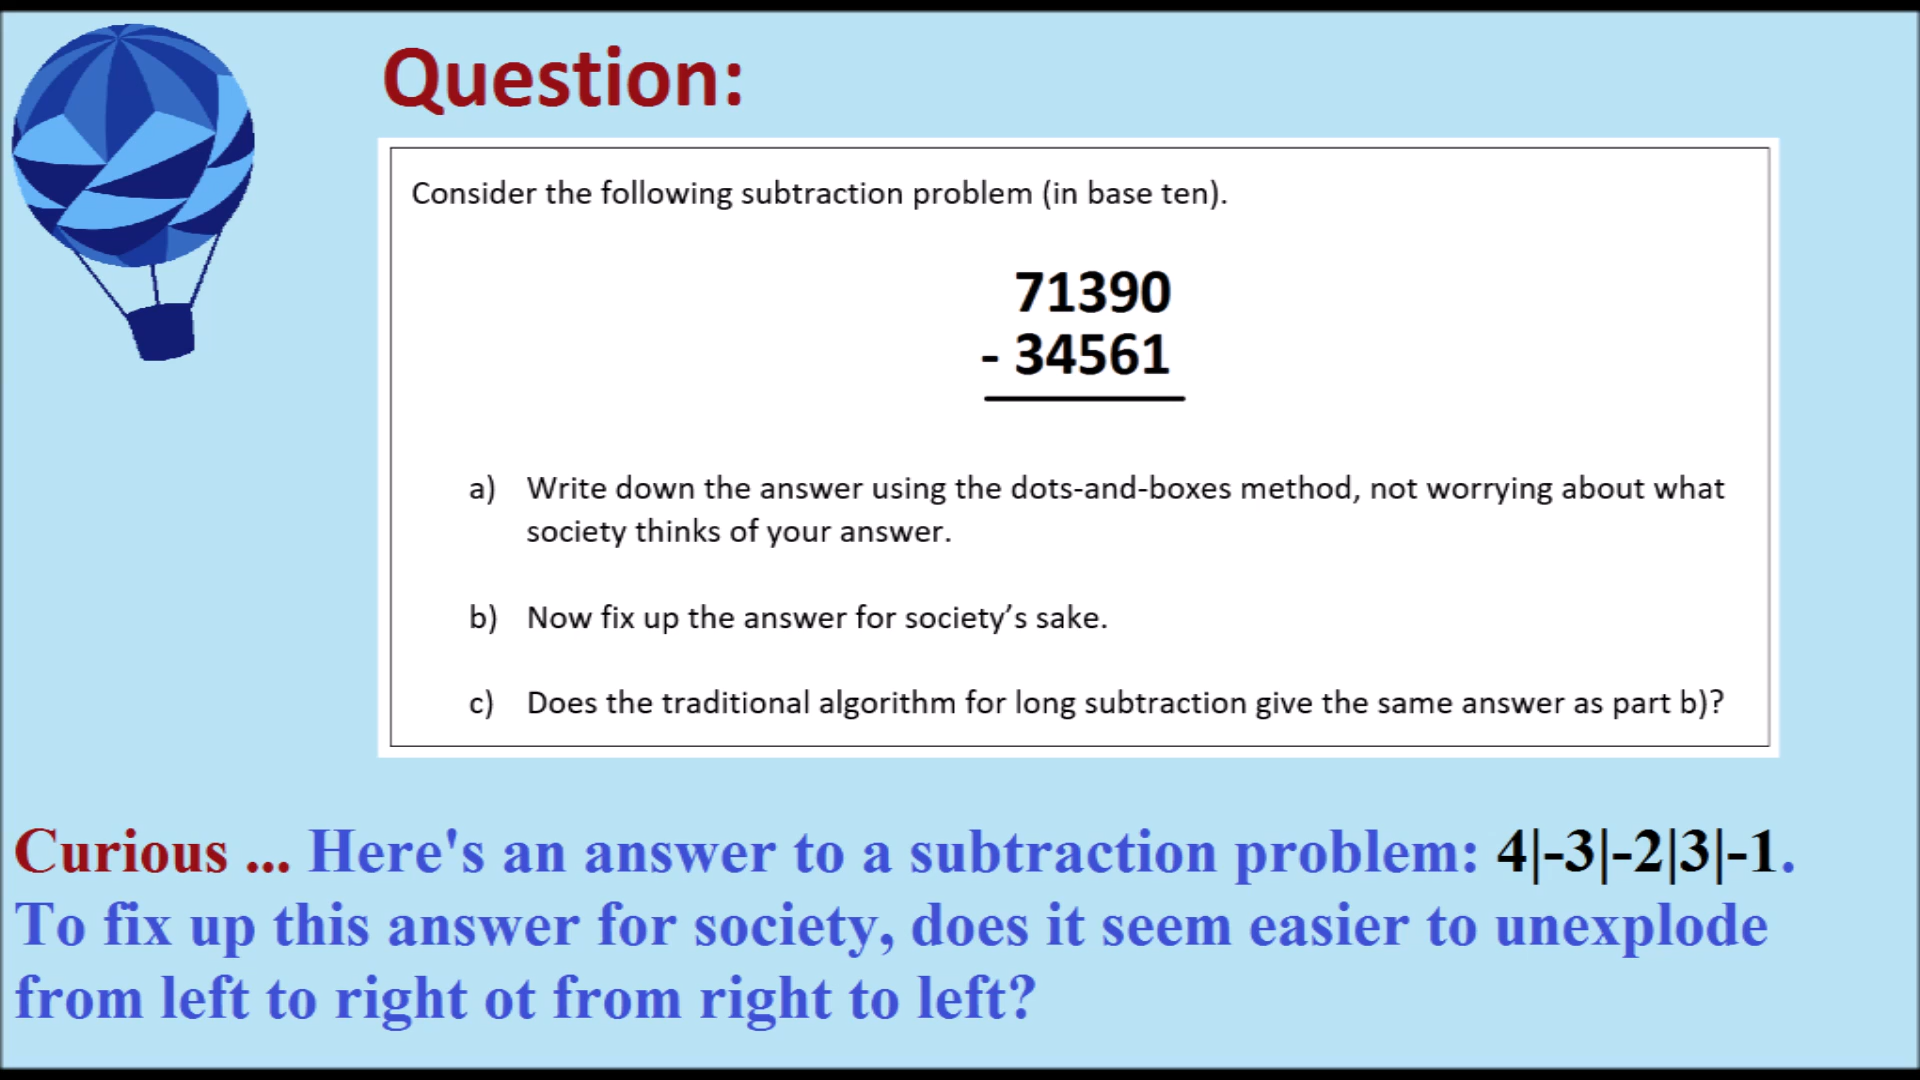 Question:
Consider the following subtraction problem (in base ten).
71390
- 34561
a) Write down the answer using the dots-and-boxes method, not worrying about what
society thinks of your answer.
b) Now fix up the answer for society’s sake.
c) Does the traditional algorithm for long subtraction give the same answer as part b)?
Curious ... Here's an answer to a subtraction problem: 4|-3|-2|3|-1.
To fix up this answer for society, does it seem easier to unexplode
from left to right ot from right to left?